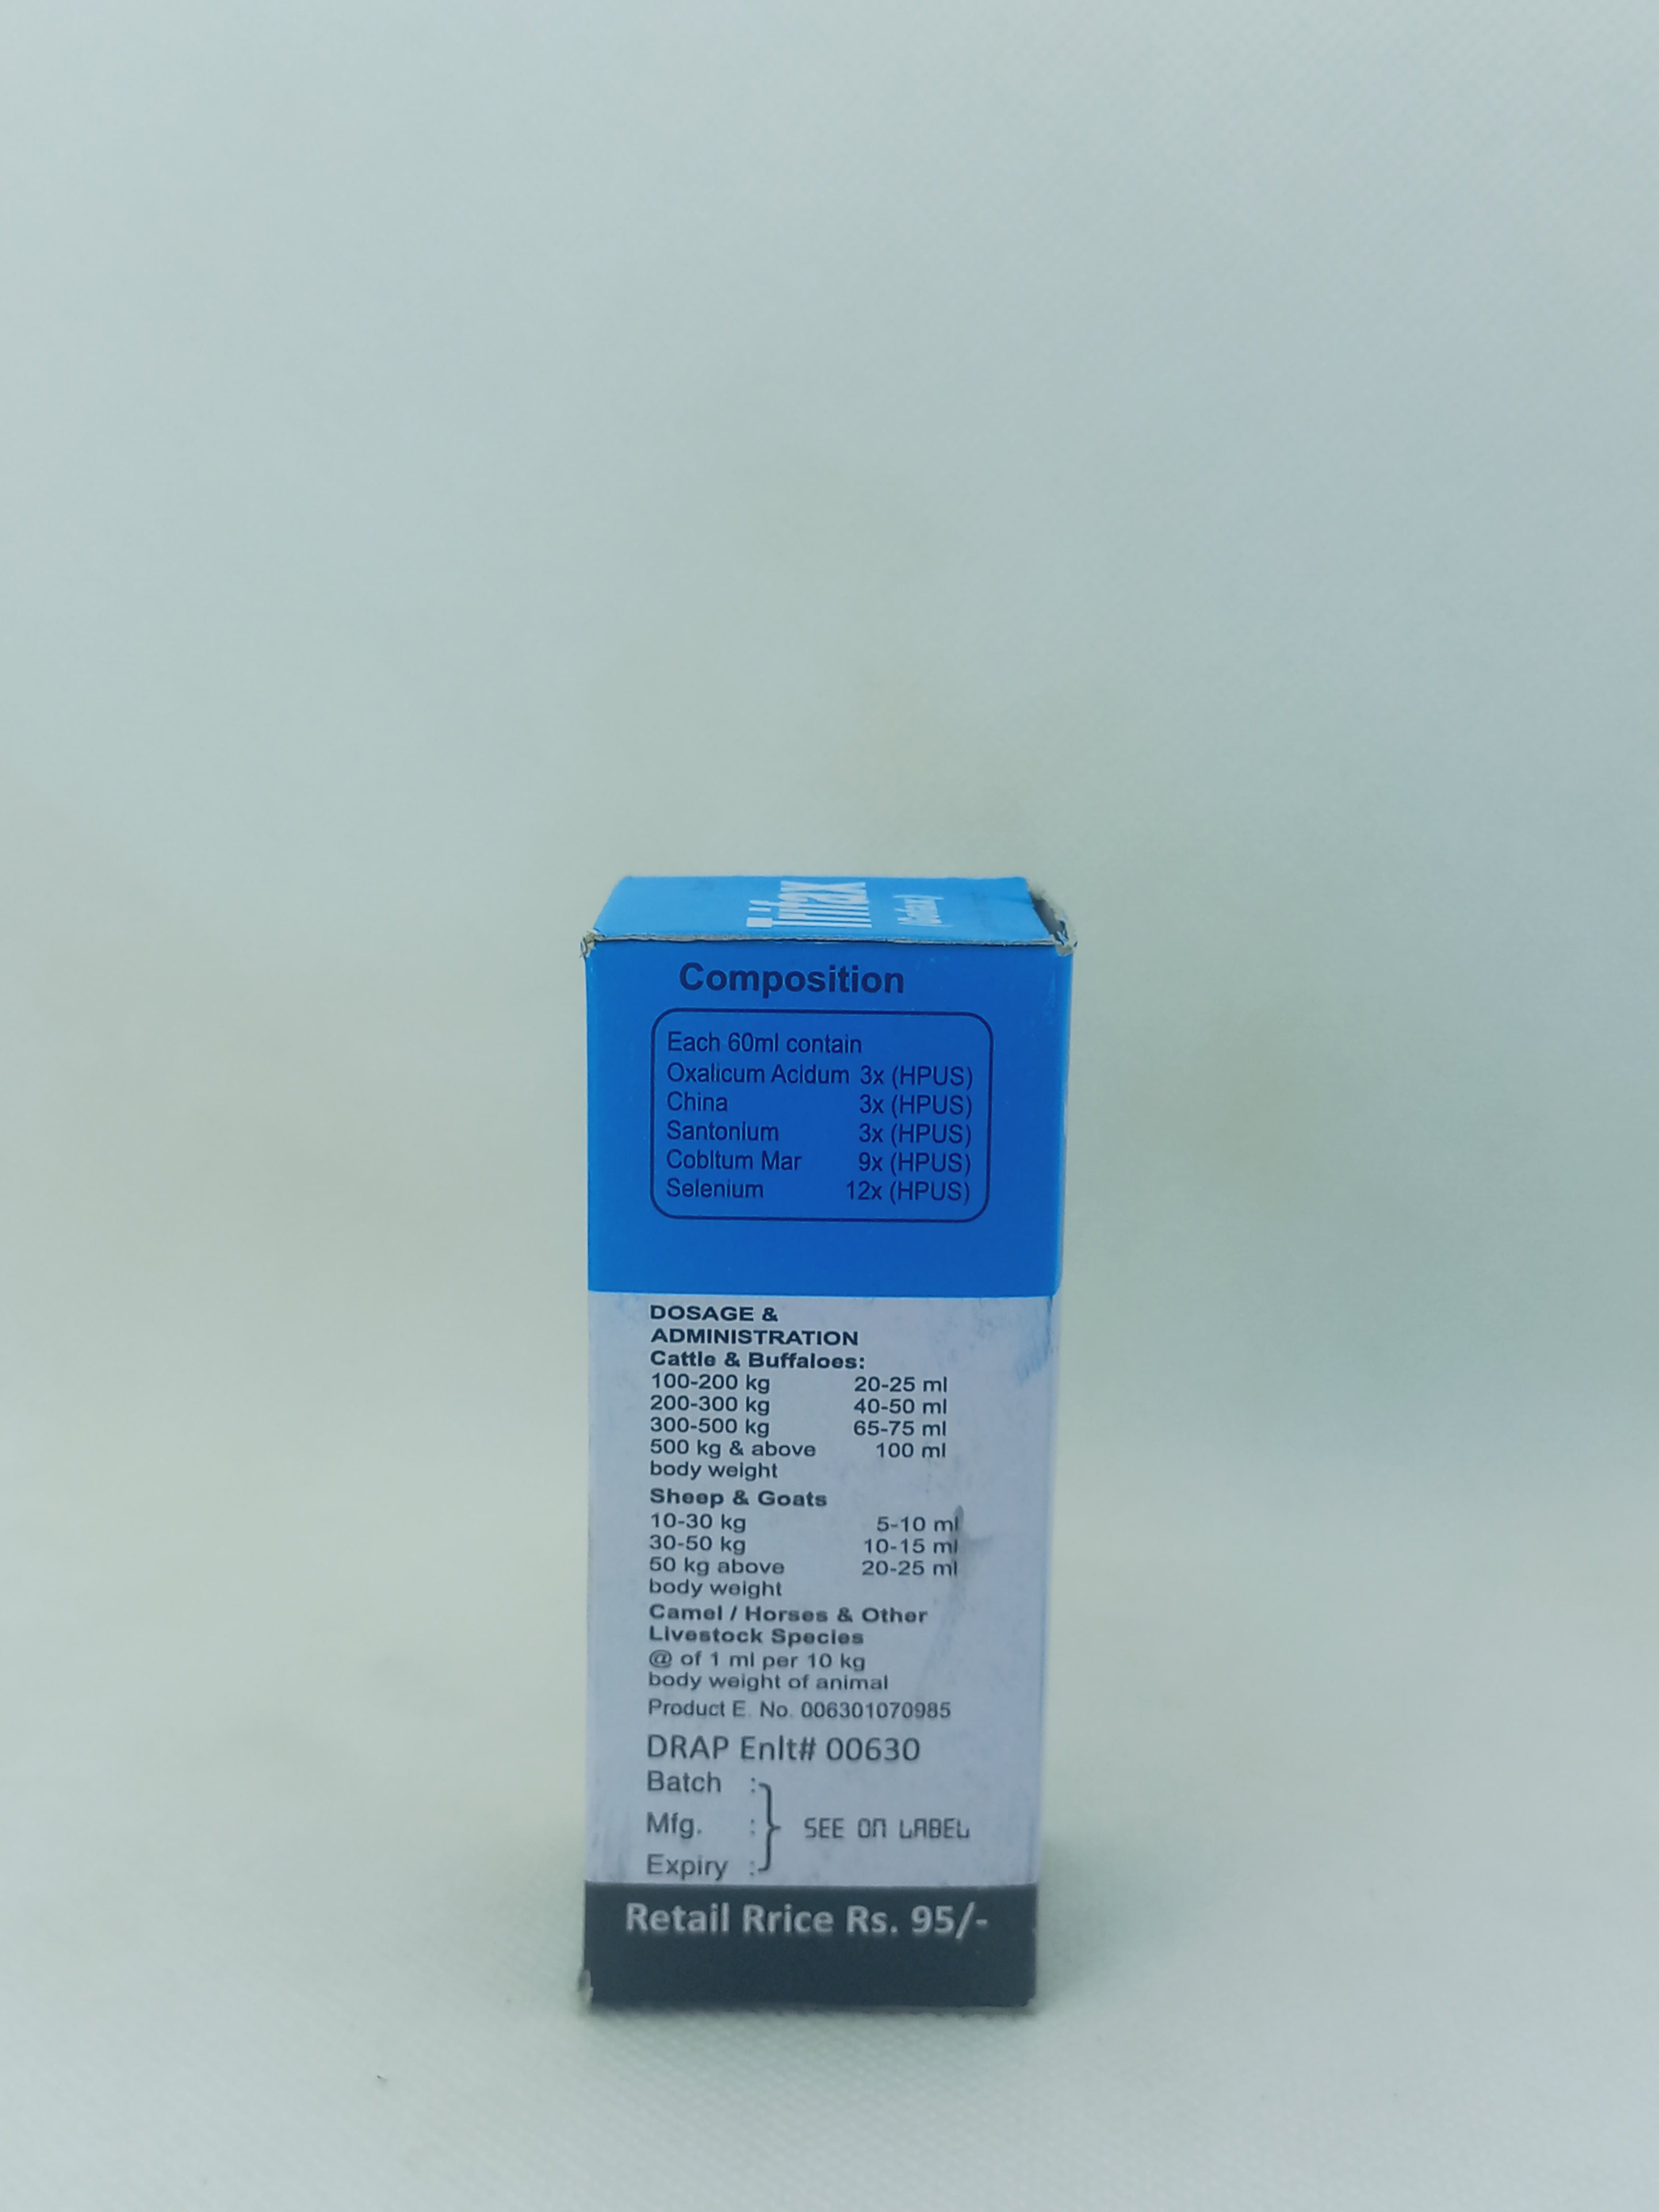 Trifax
Composition
Each 60ml contain
Oxalicum Acidum 3x (HPUS)
China 3x (HPUS)
Santonium 3x (HPUS)
Cobltum Mar 9x (HPUS)
Selenium 12x (HPUS)
DOSAGE &
ADMINISTRATION
Cattle & Buffaloes:
100-200 kg 20-25 ml
200-300 kg 40-50 ml
300-500 kg 65-75 ml
500 kg & above 100 ml
body weight
Sheep & Goats
10-30 kg 5-10 ml
30-50 kg 10-15 ml
50 kg above 20-25 ml
body weight
Camel / Horses & Other
Livestock Species
@ of 1 ml per 10 kg
body weight of animal
Product E. No. 006301070985
DRAP Enlt# 00630
Batch :
Mfg. : } SEE ON LABEL
Expiry :
Retail Rrice Rs. 95/-